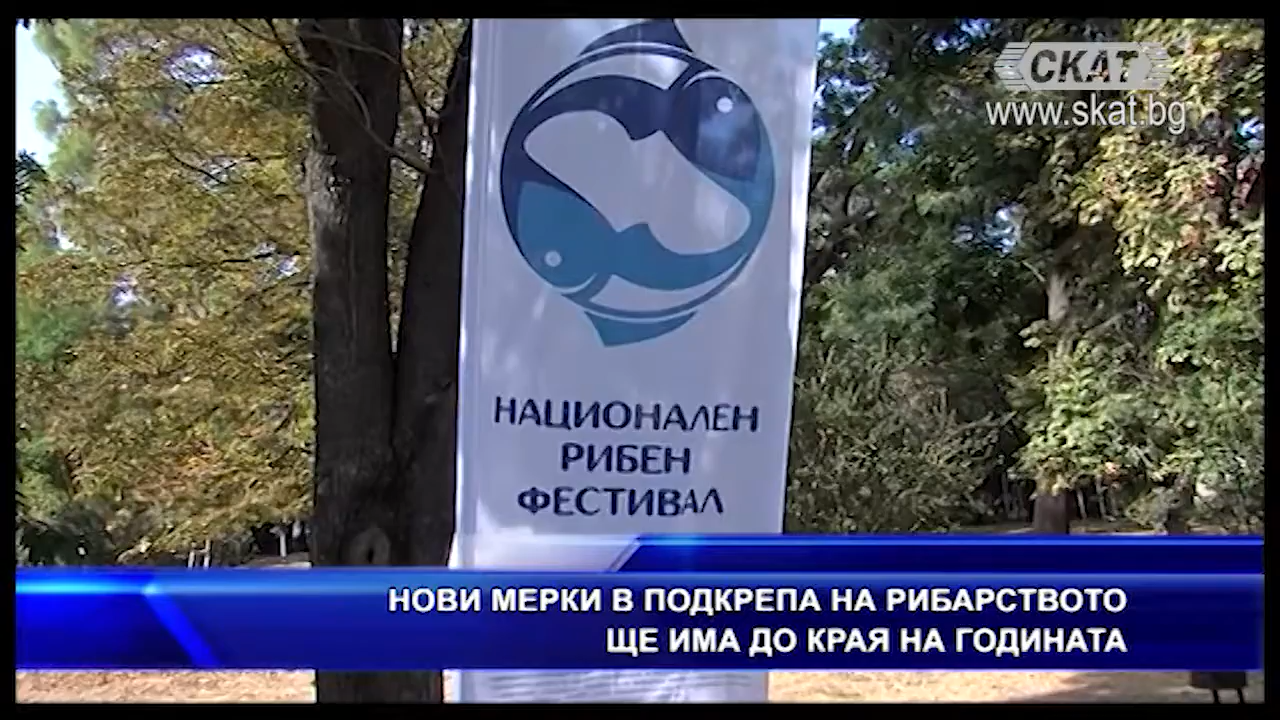 СКАТ
www.skat.bg
НАЦИОНАЛЕН
РИБЕН
ФЕСТИВАЛ
НОВИ МЕРКИ В ПОДКРЕПА НА РИБАРСТВОТО
ЩЕ ИМА ДО КРАЯ НА ГОДИНАТА